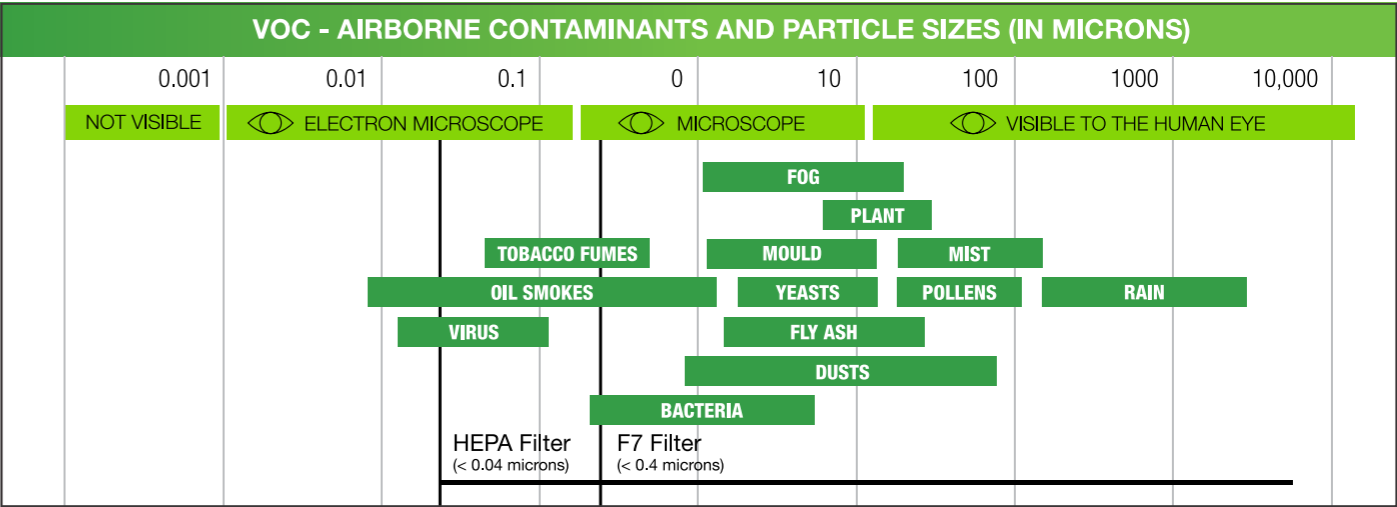 VOC - AIRBORNE CONTAMINANTS AND PARTICLE SIZES (IN MICRONS)
0.001 0.01 0.1 0 10 100 1000 10,000
NOT VISIBLE ELECTRON MICROSCOPE MICROSCOPE VISIBLE TO THE HUMAN EYE
FOG
PLANT
TOBACCO FUMES MOULD MIST
OIL SMOKES YEASTS POLLENS RAIN
VIRUS FLY ASH
DUSTS
BACTERIA
HEPA Filter F7 Filter
(< 0.04 microns) (< 0.4 microns)